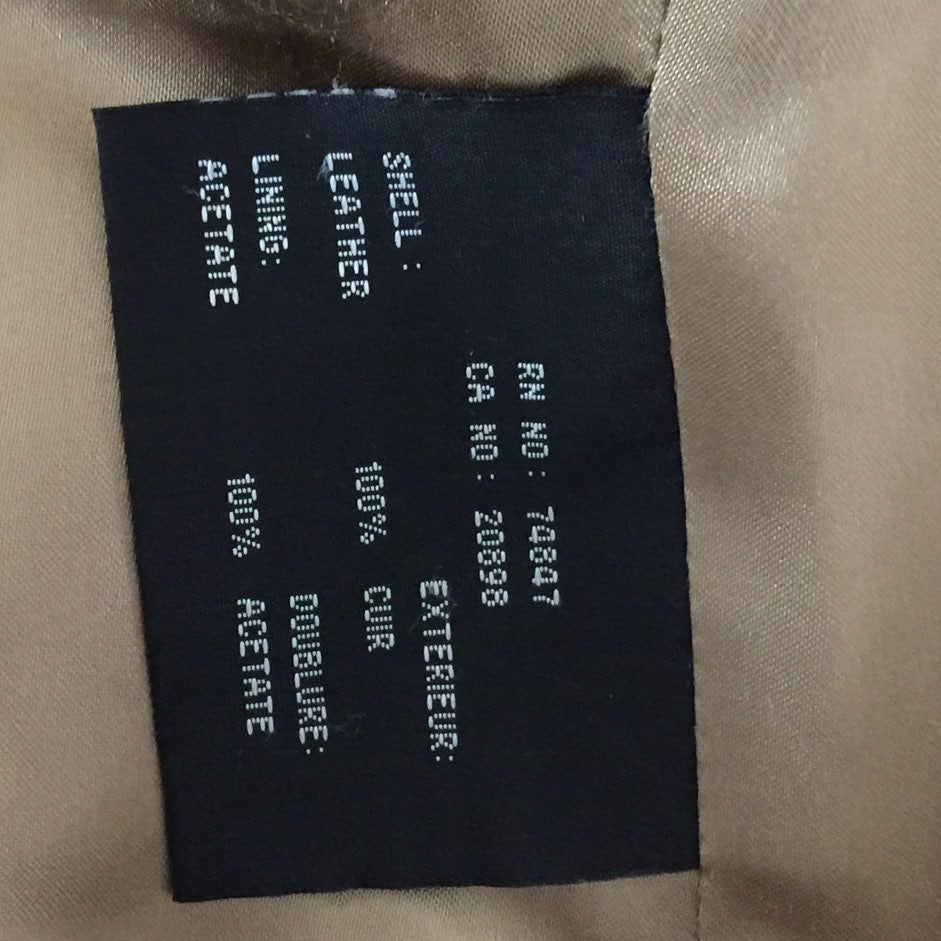 RN NO: 74847
CA NO: 20898
SHELL: EXTERIEUR:
LEATHER 100% CUIR
LINING: DOUBLURE:
ACETATE 100% ACETATE